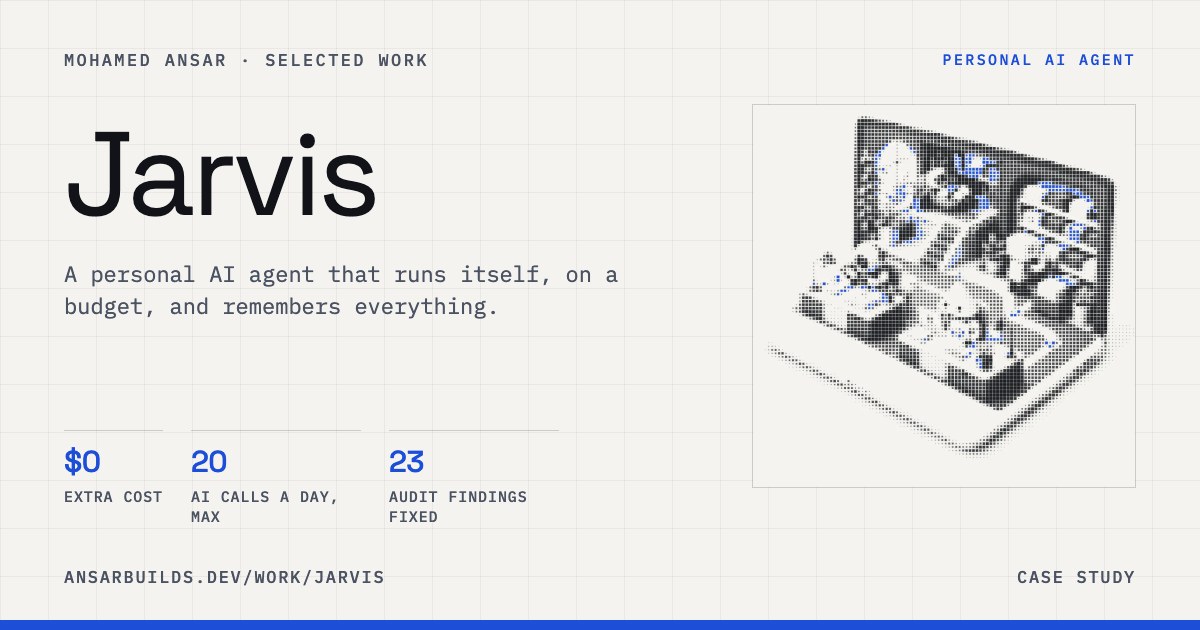 MOHAMED ANSAR · SELECTED WORK
PERSONAL AI AGENT
Jarvis
A personal AI agent that runs itself, on a
budget, and remembers everything.
$0
EXTRA COST
20
AI CALLS A DAY,
MAX
23
AUDIT FINDINGS
FIXED
ANSARBUILDS.DEV/WORK/JARVIS
CASE STUDY